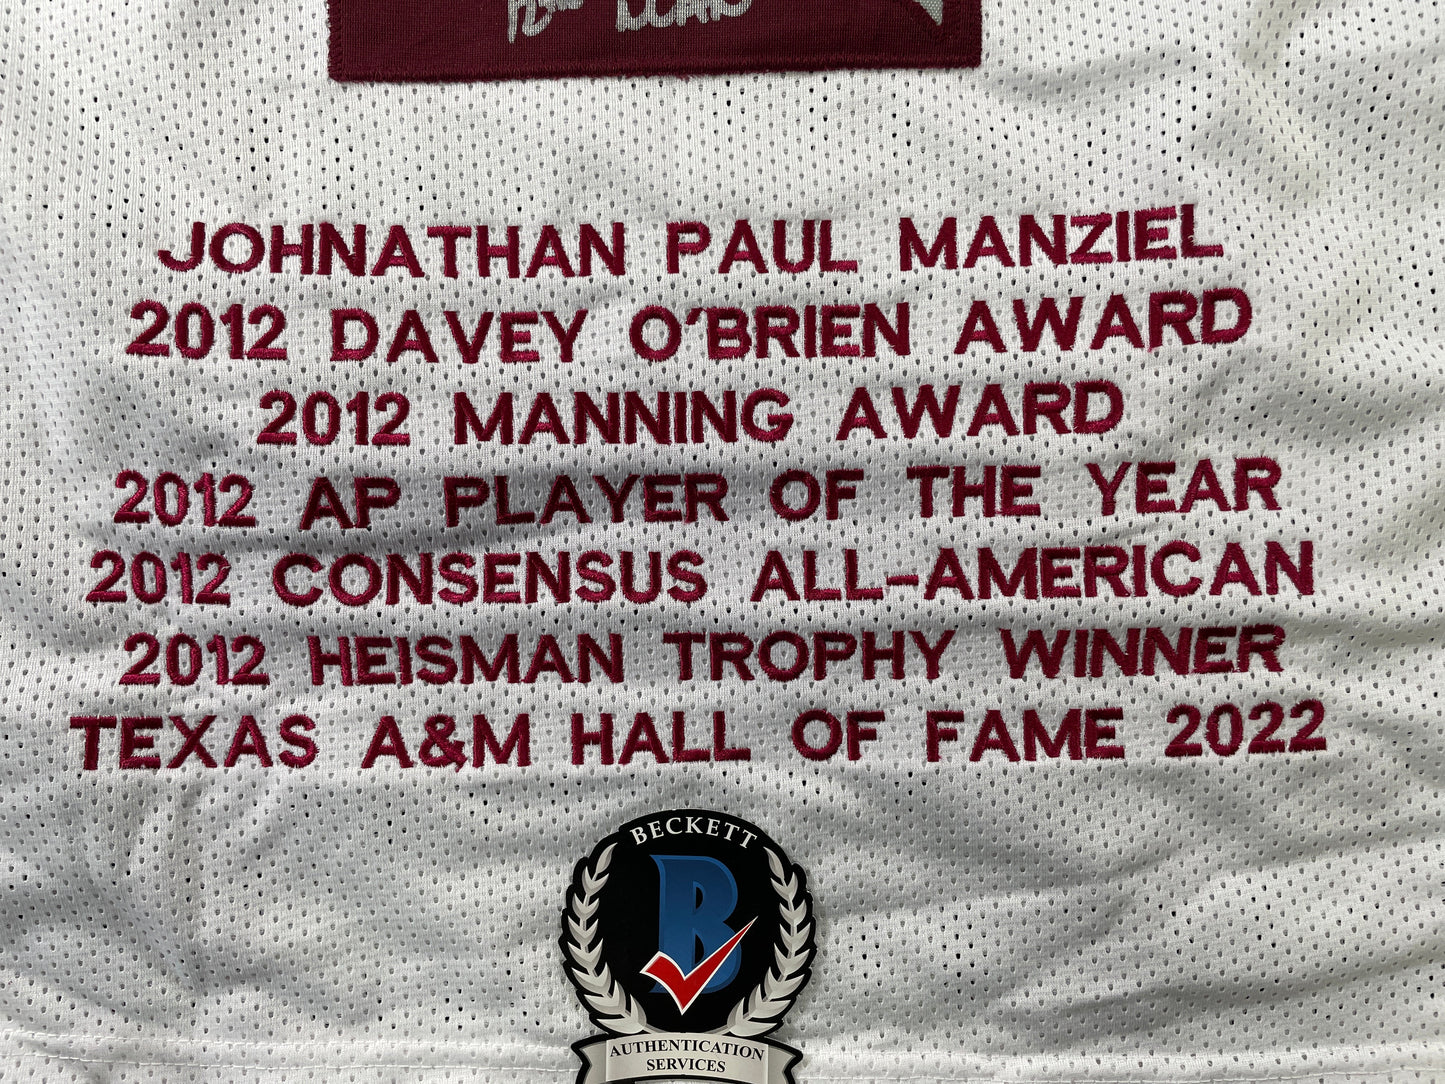 JOHNATHAN PAUL MANZIEL
2012 DAVEY O'BRIEN AWARD
2012 MANNING AWARD
2012 AP PLAYER OF THE YEAR
2012 CONSENSUS ALL-AMERICAN
2012 HEISMAN TROPHY WINNER
TEXAS A&M HALL OF FAME 2022
BECKETT
B
AUTHENTICATION
SERVICES